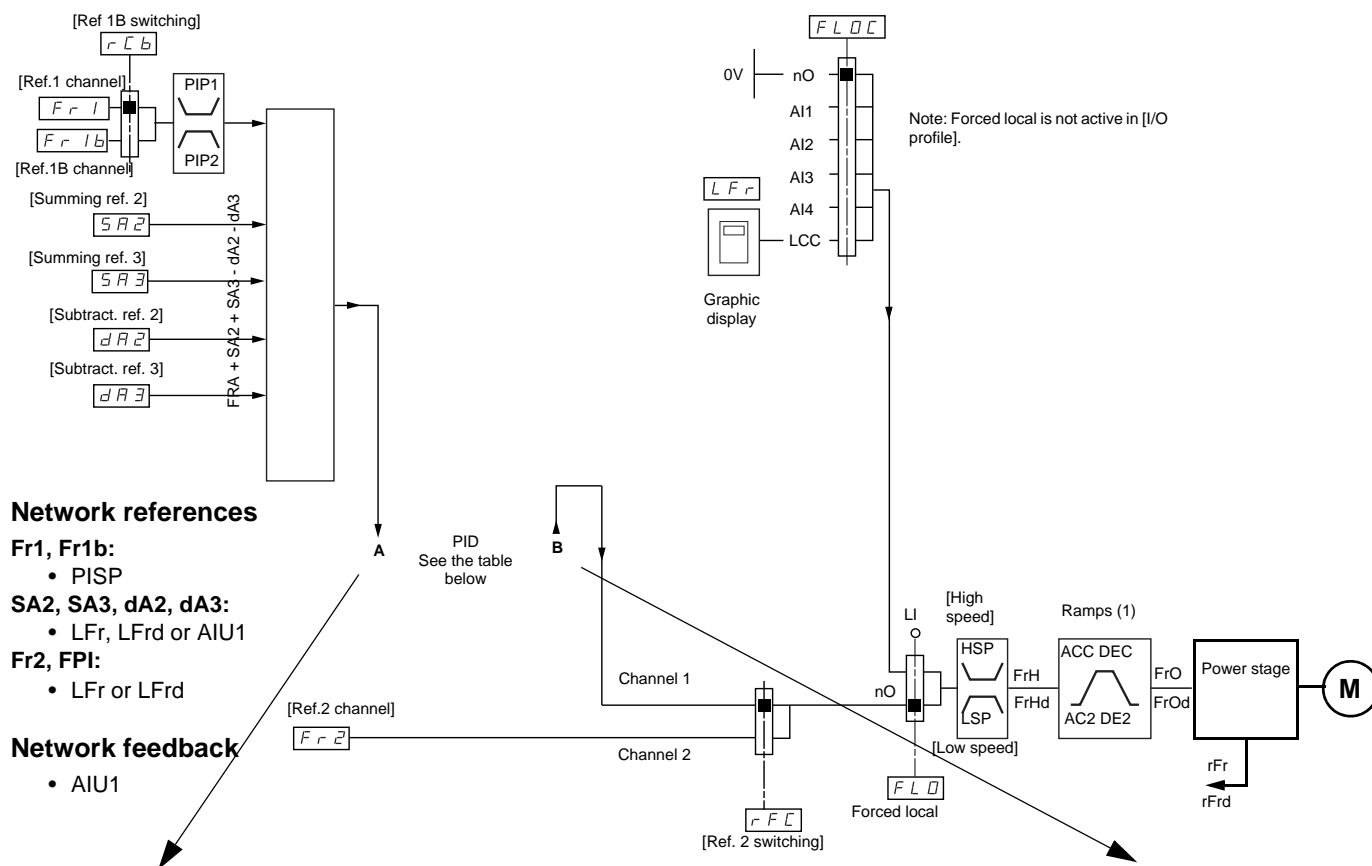 [Ref 1B switching]
rCb
[Ref.1 channel]
Fr1
Fr1b
[Ref.1B channel]
PIP1
PIP2
[Summing ref. 2]
SA2
[Summing ref. 3]
SA3
[Subtract. ref. 2]
dA2
[Subtract. ref. 3]
dA3
FRA + SA2 + SA3 - dA2 - dA3
FLOC
0V
nO
AI1
AI2
AI3
AI4
LCC
LFr
Graphic
display
Note: Forced local is not active in [I/O
profile].
Network references
Fr1, Fr1b:
• PISP
SA2, SA3, dA2, dA3:
• LFr, LFrd or AIU1
Fr2, FPI:
• LFr or LFrd
Network feedback
• AIU1
A
PID
See the table
below
B
Channel 1
[Ref.2 channel]
Fr2
Channel 2
rFC
[Ref. 2 switching]
LI
nO
FLO
Forced local
[High
speed]
HSP
LSP
[Low speed]
FrH
FrHd
Ramps (1)
ACC DEC
AC2 DE2
FrO
FrOd
Power stage
M
rFr
rFrd